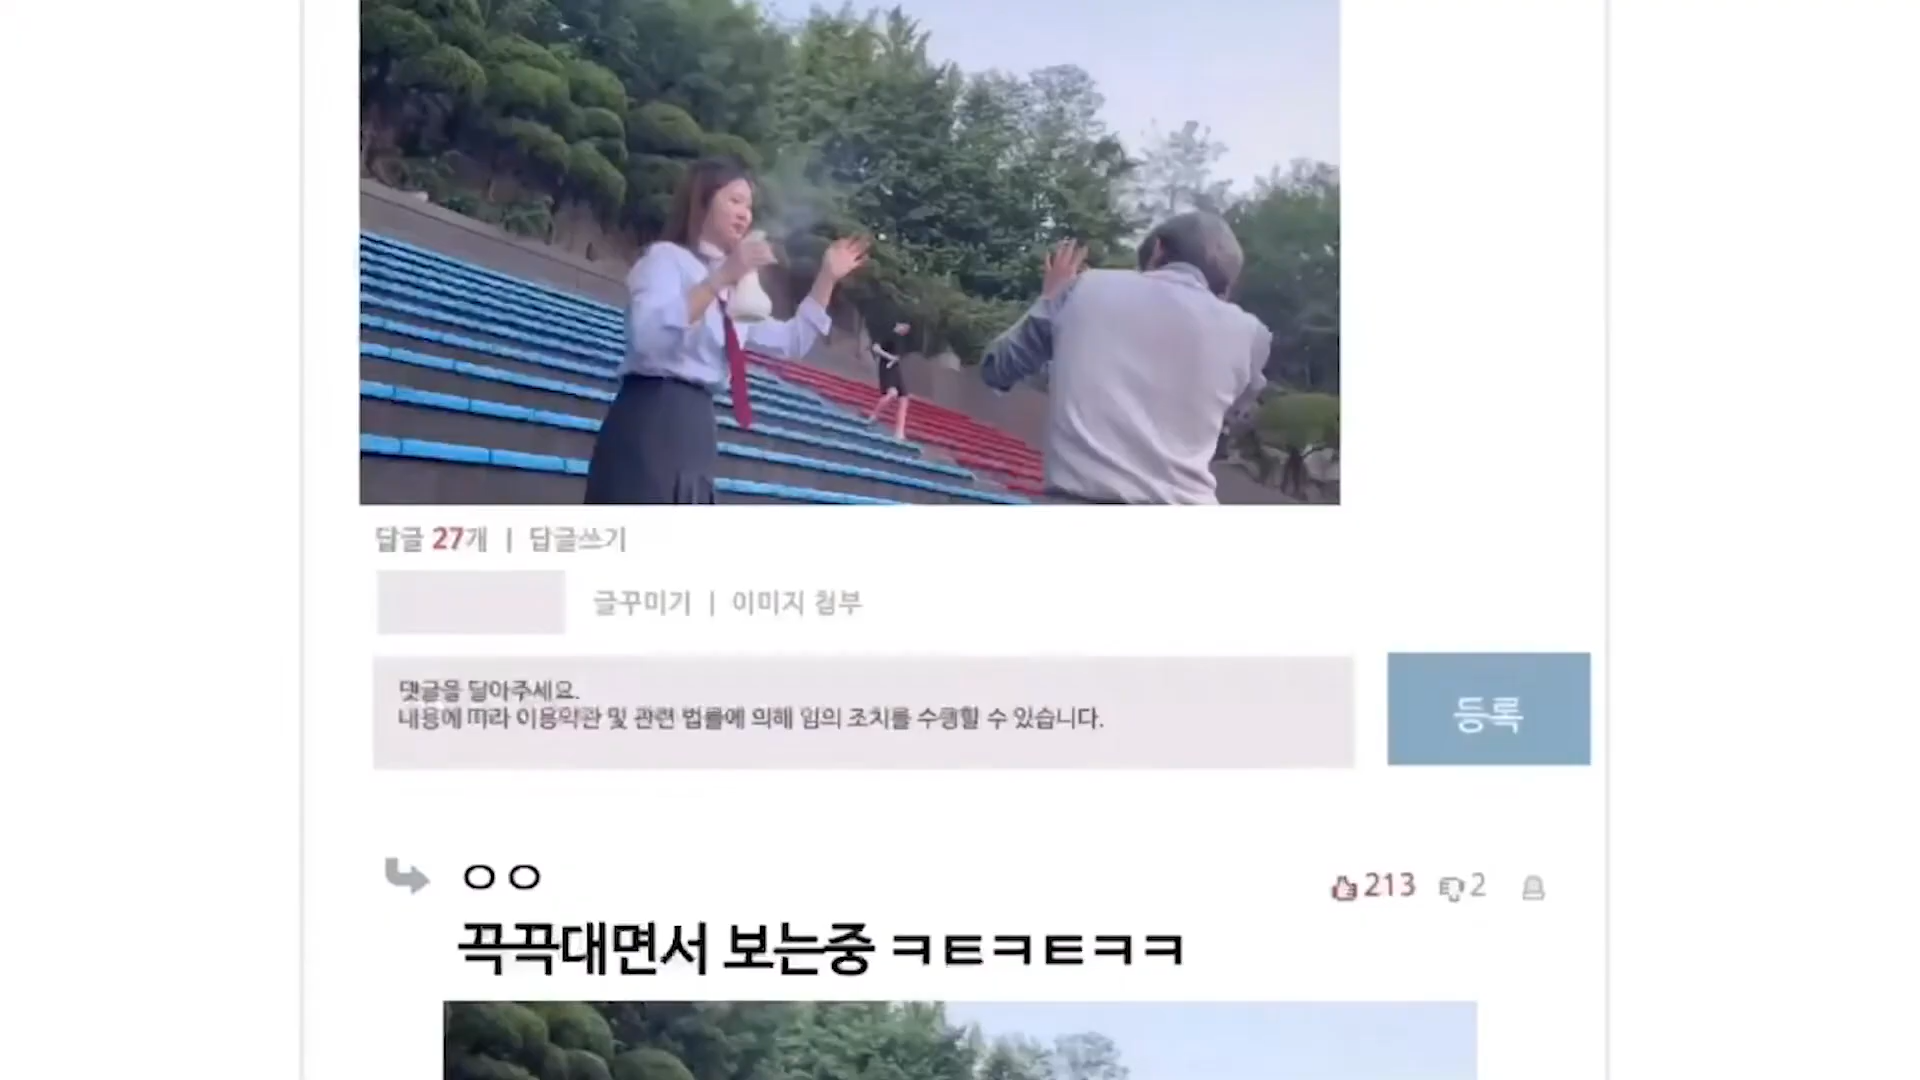 답글 27개 | 답글쓰기
글꾸미기 | 이미지 첨부
댓글을 달아주세요.
내용에 따라 이용약관 및 관련 법률에 의해 임의 조치를 수행할 수 있습니다.
등록
ㅇㅇ
213 2
꾹꾹대면서 보는중 ㅋㅌㅋㅌㅋㅋ